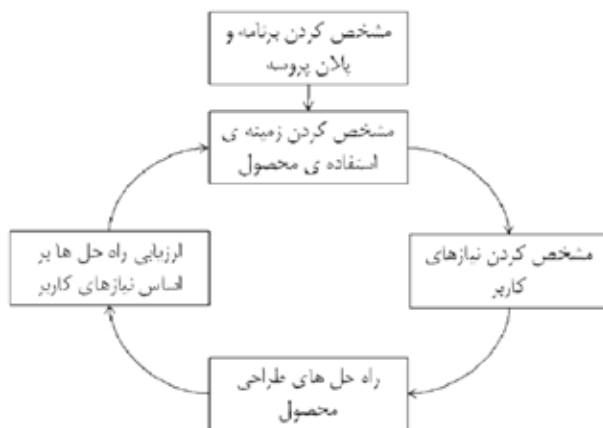 مشخص کردن برنامه و
پلان پروسه
مشخص کردن زمینه ی
استفاده ی محصول
مشخص کردن نیازهای
کاربر
راه حل های طراحی
محصول
ارزیابی راه حل ها بر
اساس نیازهای کاربر